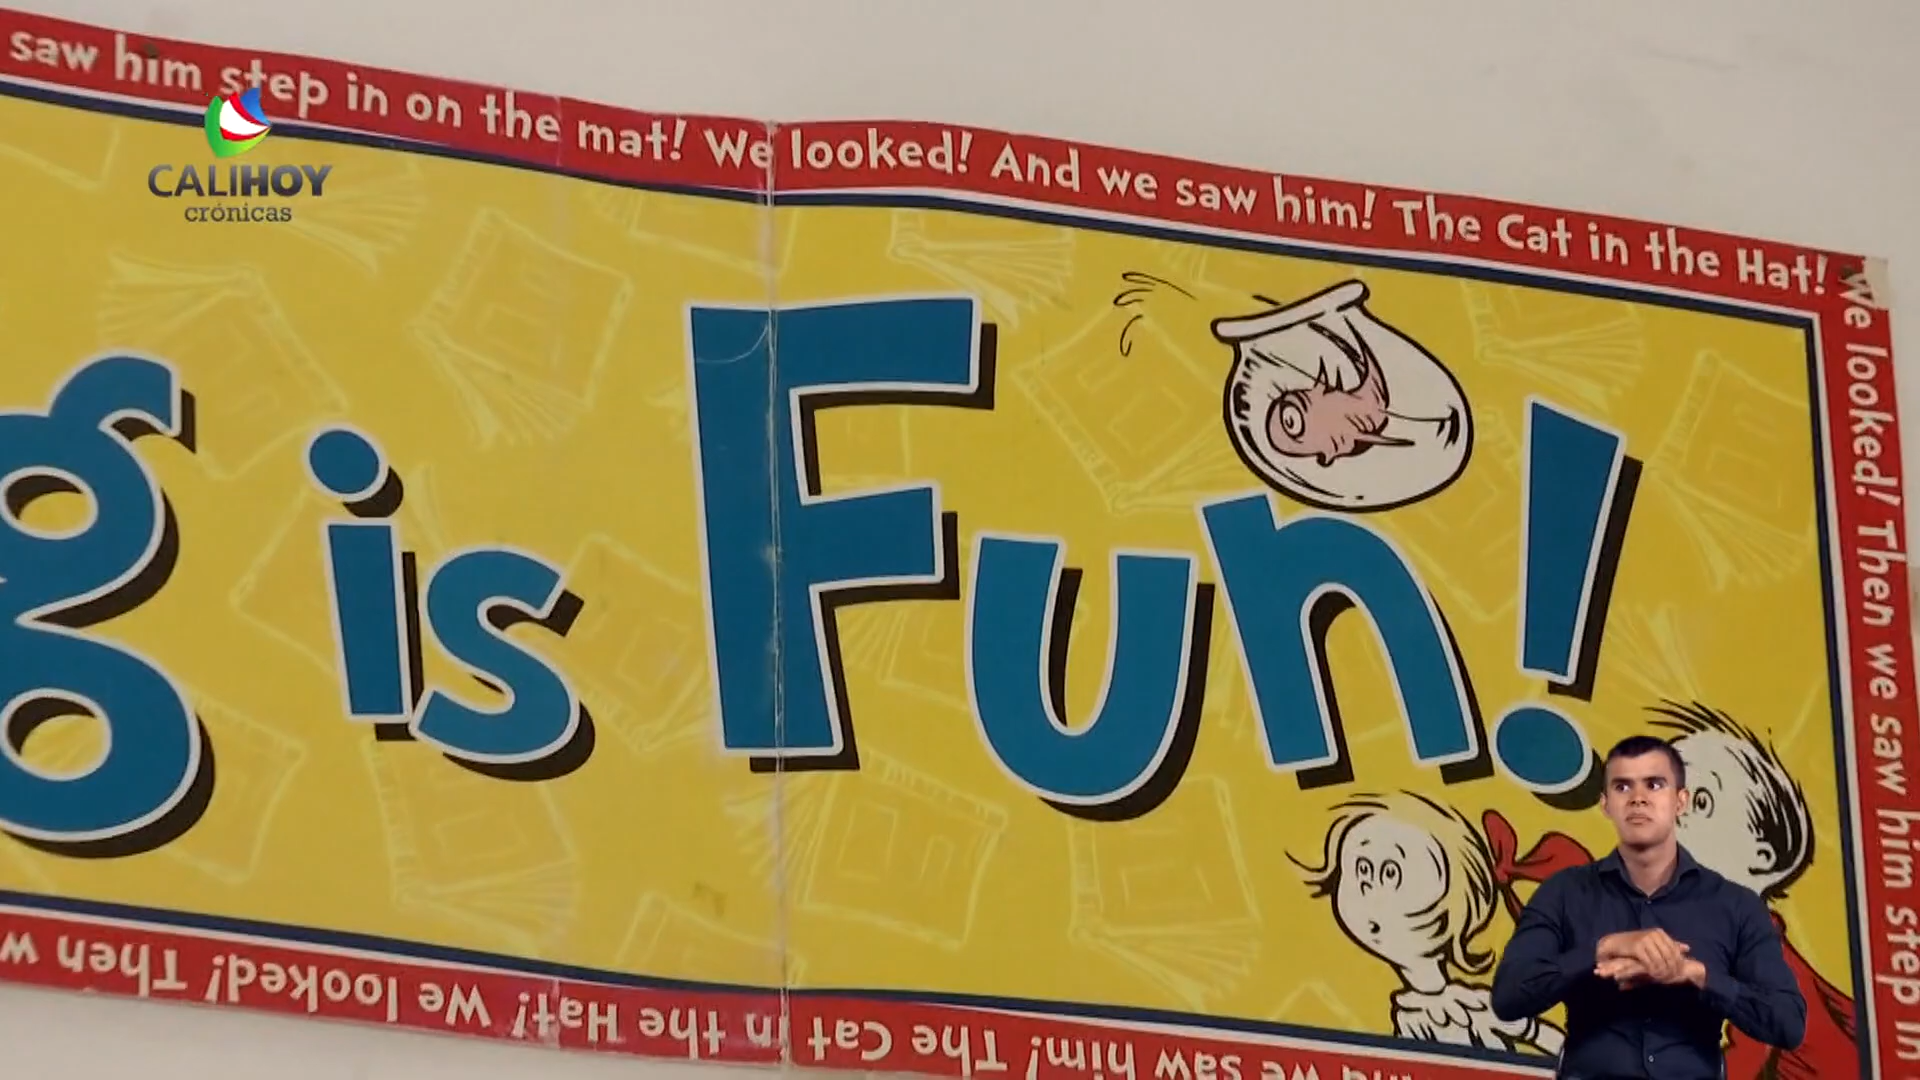 saw him step in on the mat! We looked! And we saw him! The Cat in the Hat!
We looked! Then we saw him step in
CALIHOY
crónicas
g is Fun!
we saw him! The Cat in the Hat! We looked! Then w